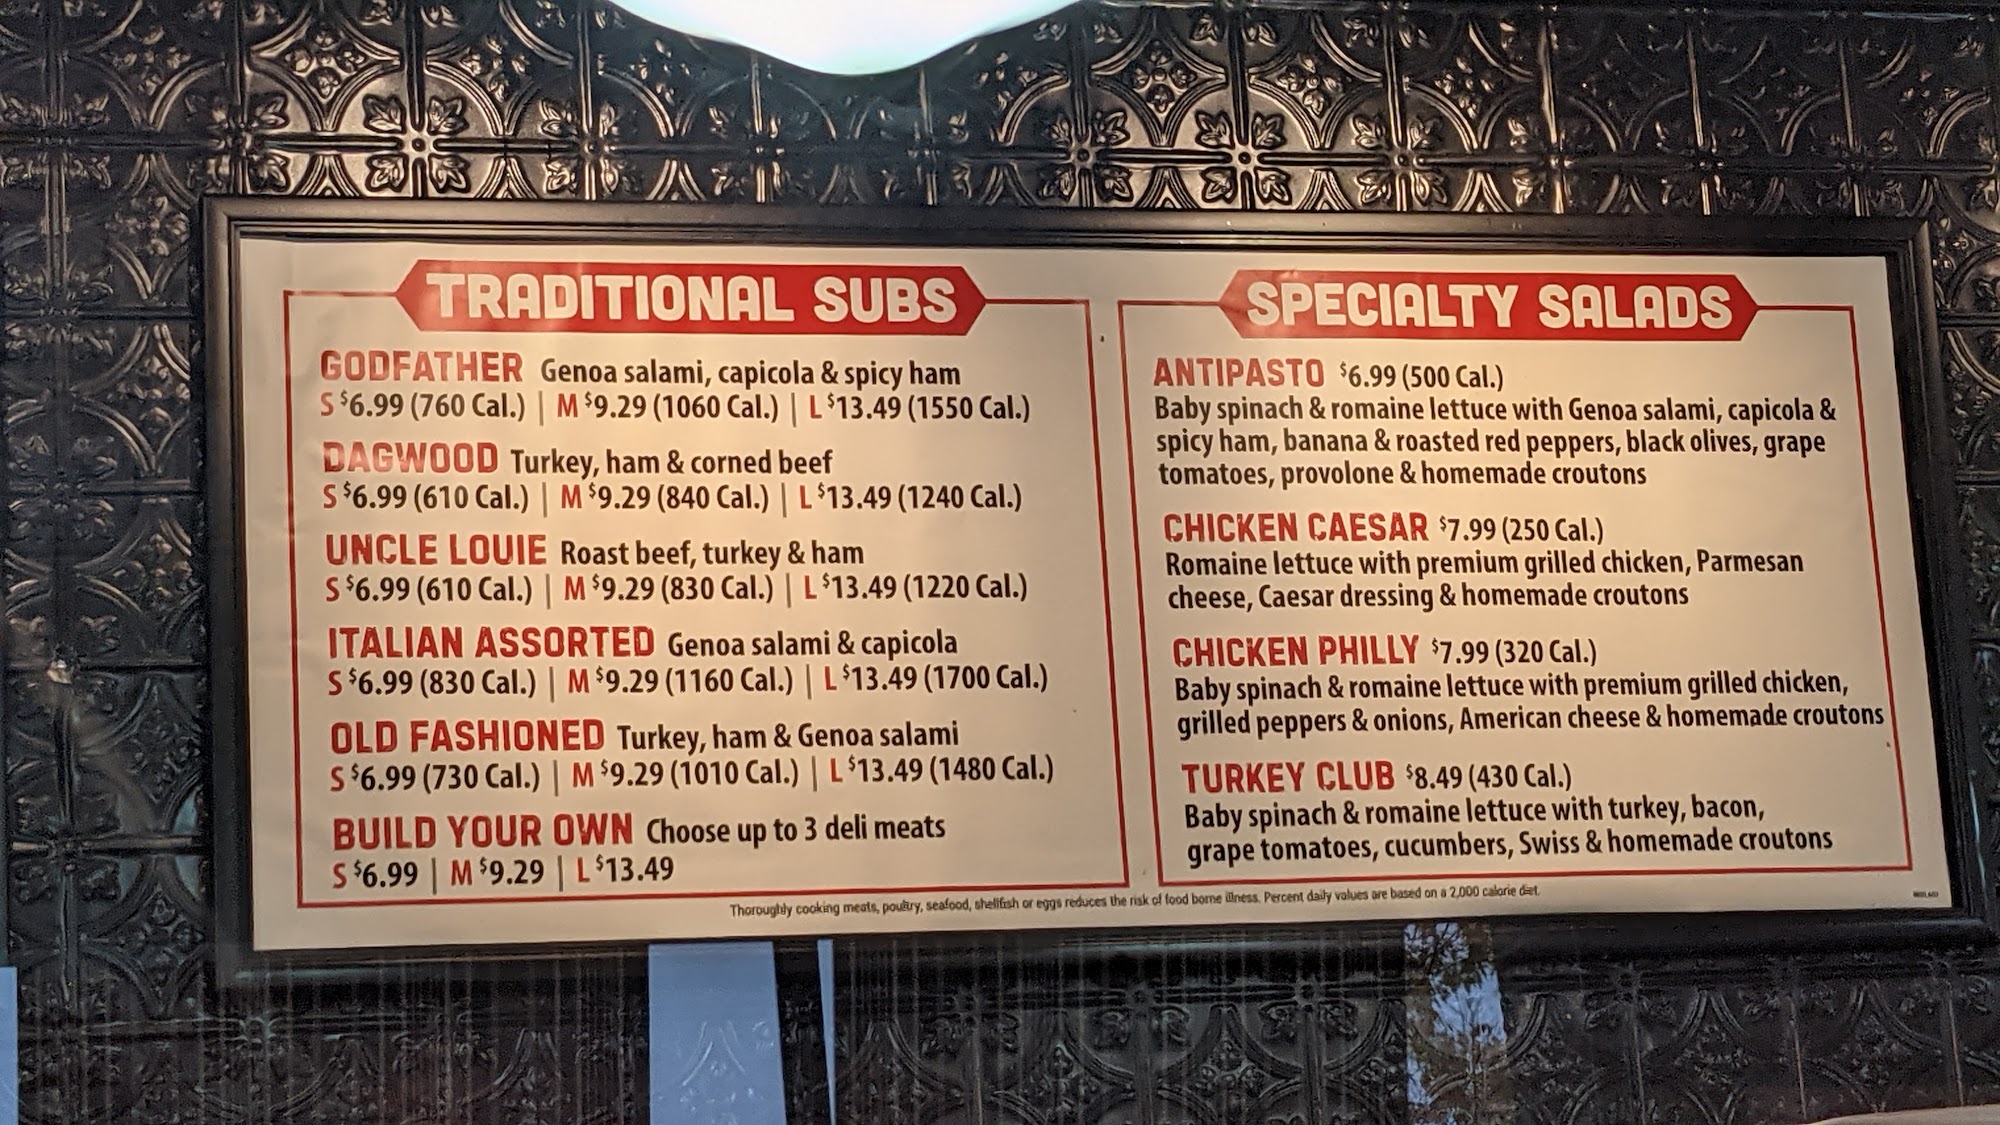 TRADITIONAL SUBS
GODFATHER Genoa salami, capicola & spicy ham
S $6.99 (760 Cal.) | M $9.29 (1060 Cal.) | L $13.49 (1550 Cal.)
DAGWOOD Turkey, ham & corned beef
S $6.99 (610 Cal.) | M $9.29 (840 Cal.) | L $13.49 (1240 Cal.)
UNCLE LOUIE Roast beef, turkey & ham
S $6.99 (610 Cal.) | M $9.29 (830 Cal.) | L $13.49 (1220 Cal.)
ITALIAN ASSORTED Genoa salami & capicola
S $6.99 (830 Cal.) | M $9.29 (1160 Cal.) | L $13.49 (1700 Cal.)
OLD FASHIONED Turkey, ham & Genoa salami
S $6.99 (730 Cal.) | M $9.29 (1010 Cal.) | L $13.49 (1480 Cal.)
BUILD YOUR OWN Choose up to 3 deli meats
S $6.99 | M $9.29 | L $13.49
SPECIALTY SALADS
ANTIPASTO $6.99 (500 Cal.)
Baby spinach & romaine lettuce with Genoa salami, capicola &
spicy ham, banana & roasted red peppers, black olives, grape
tomatoes, provolone & homemade croutons
CHICKEN CAESAR $7.99 (250 Cal.)
Romaine lettuce with premium grilled chicken, Parmesan
cheese, Caesar dressing & homemade croutons
CHICKEN PHILLY $7.99 (320 Cal.)
Baby spinach & romaine lettuce with premium grilled chicken,
grilled peppers & onions, American cheese & homemade croutons
TURKEY CLUB $8.49 (430 Cal.)
Baby spinach & romaine lettuce with turkey, bacon,
grape tomatoes, cucumbers, Swiss & homemade croutons
Thoroughly cooking meats, poultry, seafood, shellfish or eggs reduces the risk of food borne illness. Percent daily values are based on a 2,000 calorie diet.